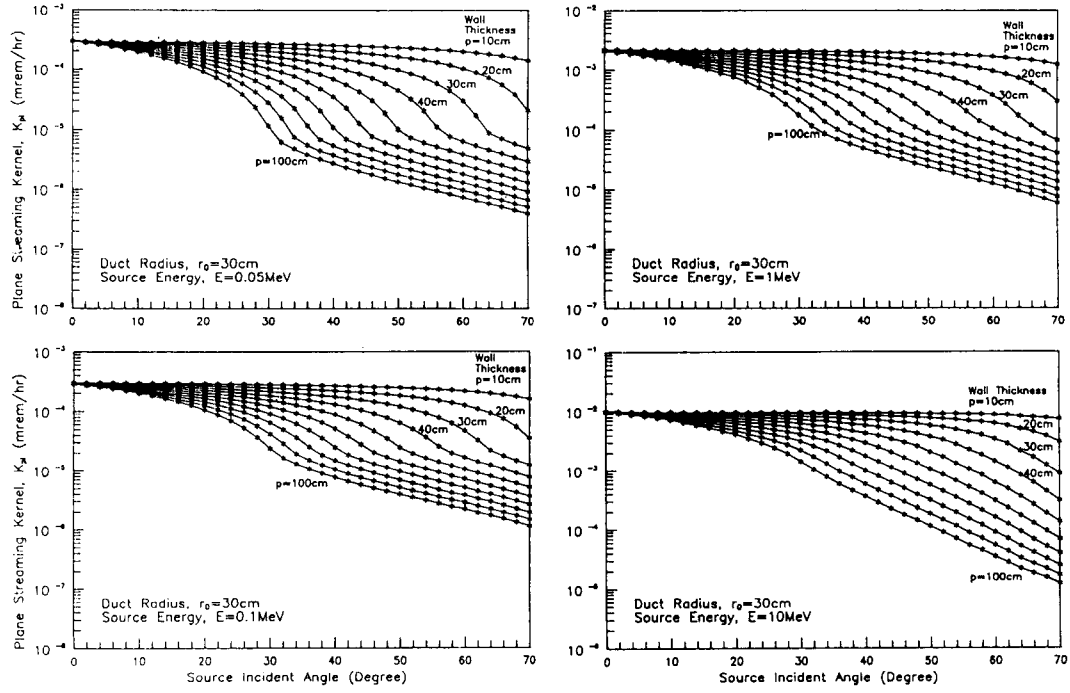 10⁻³
10⁻⁴
10⁻⁵
10⁻⁶
10⁻⁷
10⁻⁸
Plane Streaming Kernel, Kpl (mrem/hr)
Wall
Thickness
p=10cm
20cm
30cm
40cm
p=100cm
Duct Radius, r₀=30cm
Source Energy, E=0.05MeV
0 10 20 30 40 50 60 70
10⁻²
10⁻³
10⁻⁴
10⁻⁵
10⁻⁶
10⁻⁷
Wall
Thickness
p=10cm
20cm
30cm
40cm
p=100cm
Duct Radius, r₀=30cm
Source Energy, E=1MeV
0 10 20 30 40 50 60 70
10⁻³
10⁻⁴
10⁻⁵
10⁻⁶
10⁻⁷
10⁻⁸
Plane Streaming Kernel, Kpl (mrem/hr)
Wall
Thickness
p=10cm
20cm
30cm
40cm
p=100cm
Duct Radius, r₀=30cm
Source Energy, E=0.1MeV
0 10 20 30 40 50 60 70
Source Incident Angle (Degree)
10⁻¹
10⁻²
10⁻³
10⁻⁴
10⁻⁵
10⁻⁶
Wall Thickness
p=10cm
20cm
30cm
40cm
p=100cm
Duct Radius, r₀=30cm
Source Energy, E=10MeV
0 10 20 30 40 50 60 70
Source Incident Angle (Degree)